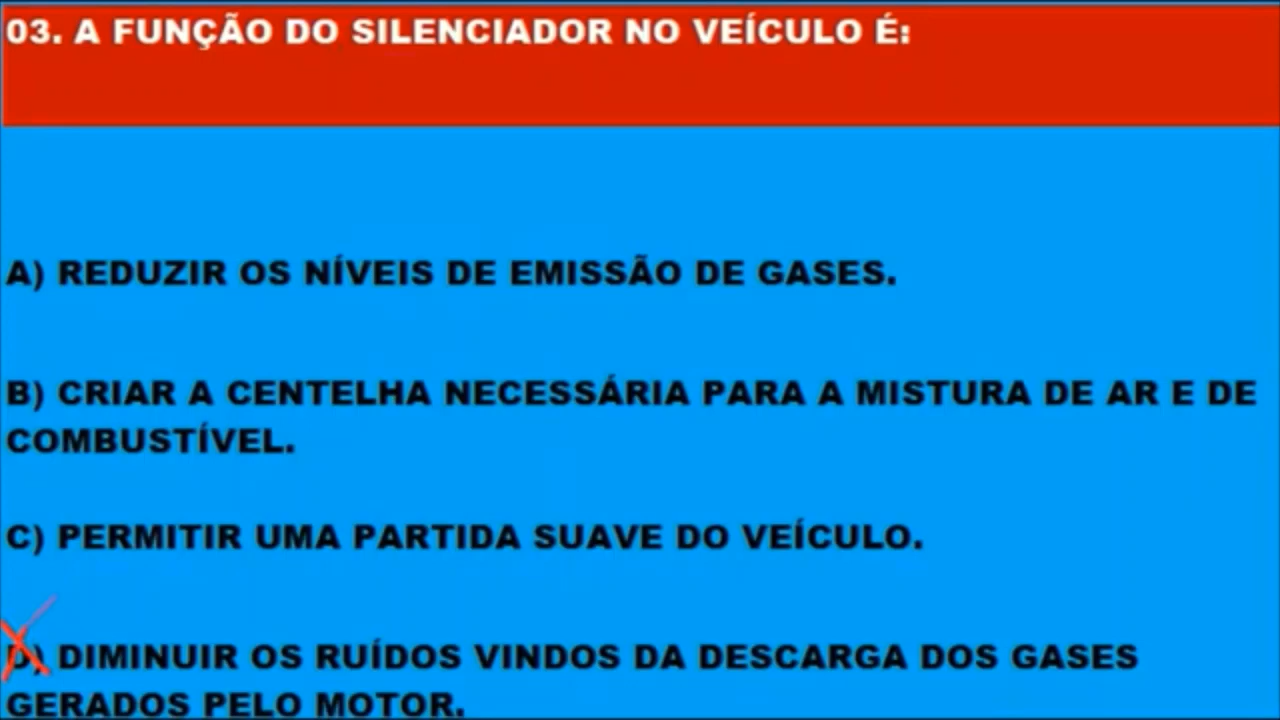 03. A FUNÇÃO DO SILENCIADOR NO VEÍCULO É:
A) REDUZIR OS NÍVEIS DE EMISSÃO DE GASES.
B) CRIAR A CENTELHA NECESSÁRIA PARA A MISTURA DE AR E DE
COMBUSTÍVEL.
C) PERMITIR UMA PARTIDA SUAVE DO VEÍCULO.
D) DIMINUIR OS RUÍDOS VINDOS DA DESCARGA DOS GASES
GERADOS PELO MOTOR.